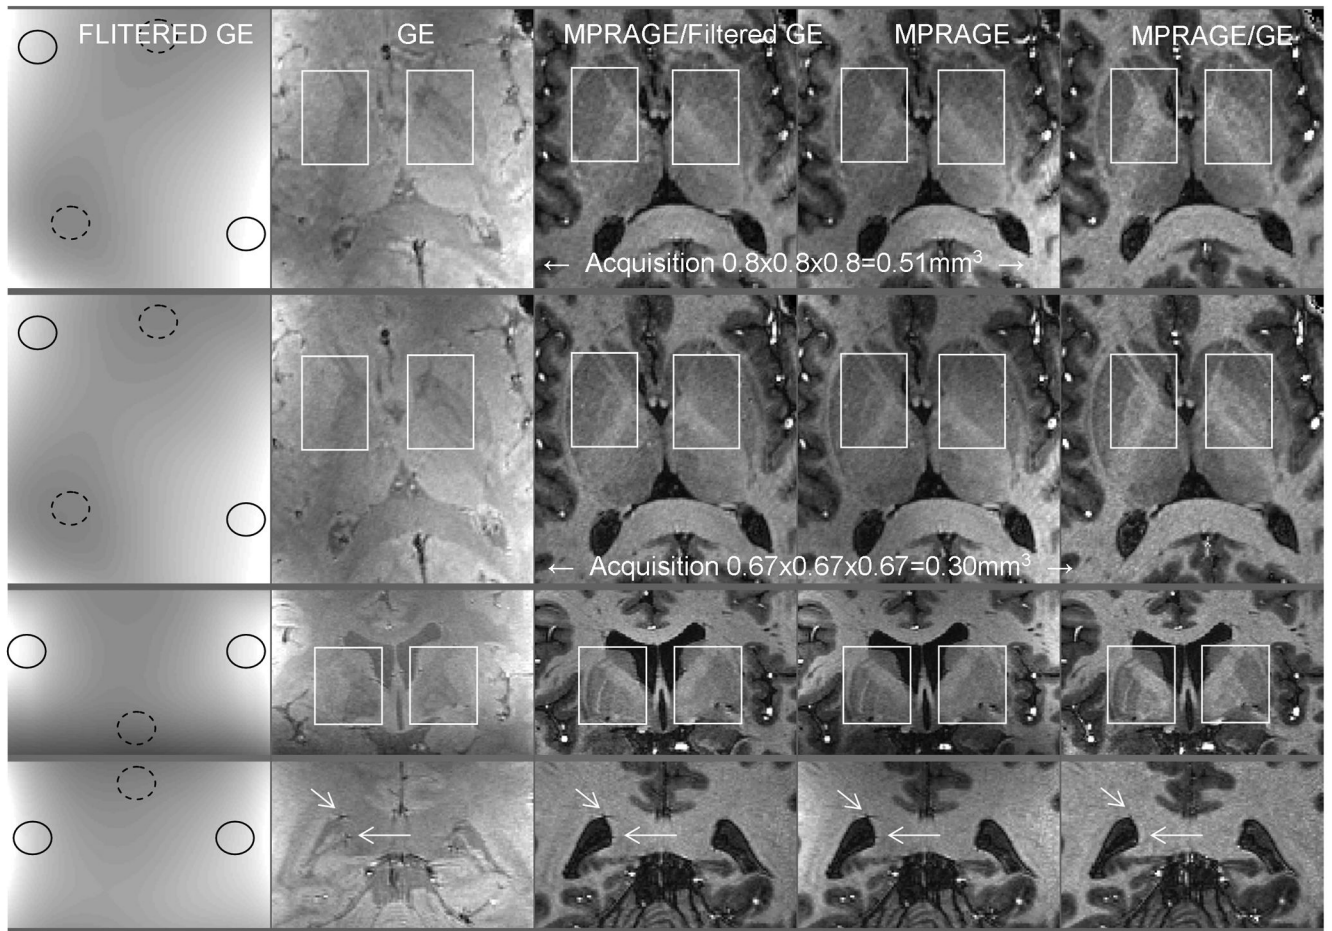 FLITERED GE GE MPRAGE/Filtered GE MPRAGE MPRAGE/GE
← Acquisition 0.8x0.8x0.8=0.51mm³ →
← Acquisition 0.67x0.67x0.67=0.30mm³ →